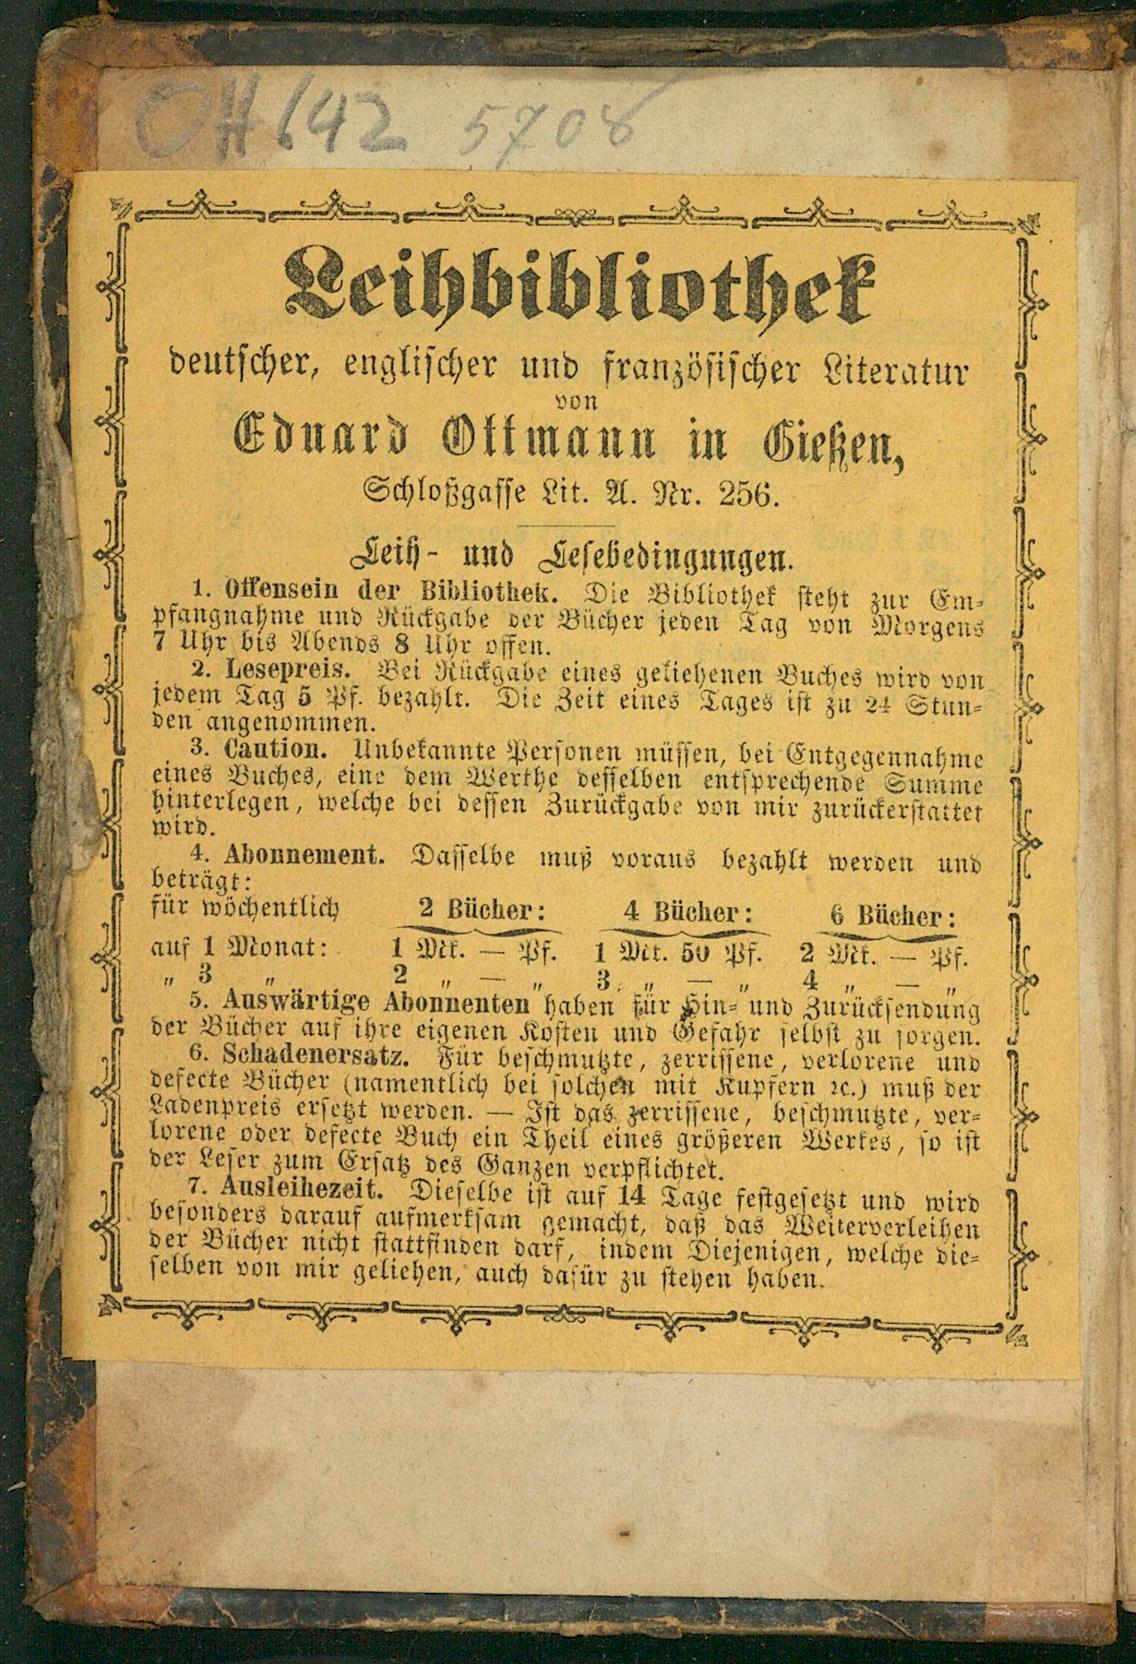 OH 142 5708
Leihbibliothek
deutscher, englischer und französischer Literatur
von
Eduard Ottmann in Gießen,
Schloßgasse Lit. A. Nr. 256.
Leih- und Lesebedingungen.
1. Offensein der Bibliothek. Die Bibliothek steht zur Em-
pfangnahme und Rückgabe der Bücher jeden Tag von Morgens
7 Uhr bis Abends 8 Uhr offen.
2. Lesepreis. Bei Rückgabe eines geliehenen Buches wird von
jedem Tag 5 Pf. bezahlt. Die Zeit eines Tages ist zu 24 Stun-
den angenommen.
3. Caution. Unbekannte Personen müssen, bei Entgegennahme
eines Buches, eine dem Werthe desselben entsprechende Summe
hinterlegen, welche bei dessen Zurückgabe von mir zurückerstattet
wird.
4. Abonnement. Dasselbe muß voraus bezahlt werden und
beträgt:
für wöchentlich 2 Bücher: 4 Bücher: 6 Bücher:
auf 1 Monat: 1 Mk. — Pf. 1 Mk. 50 Pf. 2 Mk. — Pf.
„ 3 „ 2 „ — „ 3 „ — „ 4 „ — „
5. Auswärtige Abonnenten haben für Hin- und Zurücksendung
der Bücher auf ihre eigenen Kosten und Gefahr selbst zu sorgen.
6. Schadenersatz. Für beschmutzte, zerrissene, verlorene und
defecte Bücher (namentlich bei solchen mit Kupfern ꝛc.) muß der
Ladenpreis ersetzt werden. — Ist das zerrissene, beschmutzte, ver-
lorene oder defecte Buch ein Theil eines größeren Werkes, so ist
der Leser zum Ersatz des Ganzen verpflichtet.
7. Ausleihezeit. Dieselbe ist auf 14 Tage festgesetzt und wird
besonders darauf aufmerksam gemacht, daß das Weiterverleihen
der Bücher nicht stattfinden darf, indem Diejenigen, welche die-
selben von mir geliehen, auch dafür zu stehen haben.